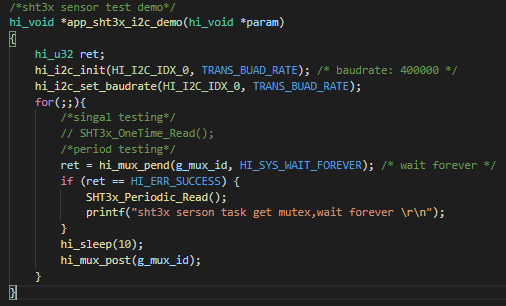 /*sht3x sensor test demo*/
hi_void *app_sht3x_i2c_demo(hi_void *param)
{
    hi_u32 ret;
    hi_i2c_init(HI_I2C_IDX_0, TRANS_BUAD_RATE); /* baudrate: 400000 */
    hi_i2c_set_baudrate(HI_I2C_IDX_0, TRANS_BUAD_RATE);
    for(;;){
        /*singal testing*/
        // SHT3x_OneTime_Read();
        /*period testing*/
        ret = hi_mux_pend(g_mux_id, HI_SYS_WAIT_FOREVER); /* wait forever */
        if (ret == HI_ERR_SUCCESS) {
            SHT3x_Periodic_Read();
            printf("sht3x serson task get mutex,wait forever \r\n");
        }
        hi_sleep(10);
        hi_mux_post(g_mux_id);
    }
}